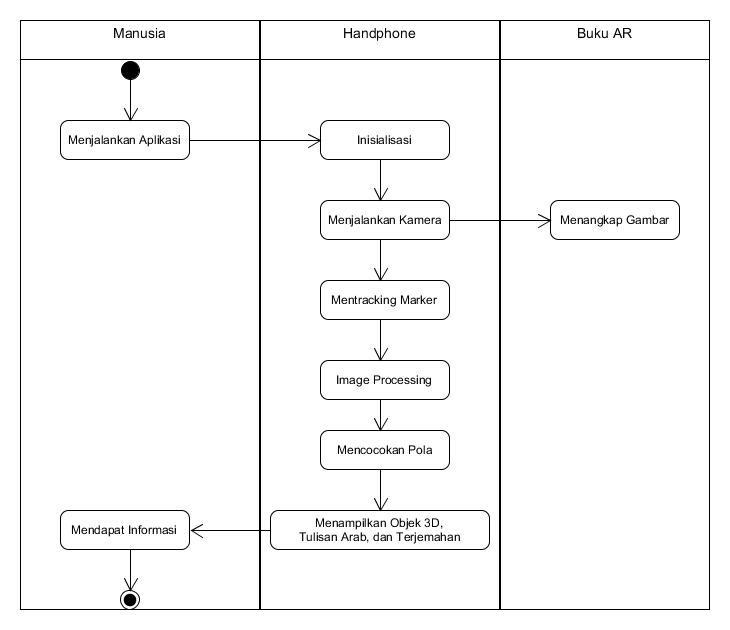 Manusia
Handphone
Buku AR
Menjalankan Aplikasi
Inisialisasi
Menjalankan Kamera
Menangkap Gambar
Mentracking Marker
Image Processing
Mencocokan Pola
Mendapat Informasi
Menampilkan Objek 3D,
Tulisan Arab, dan Terjemahan